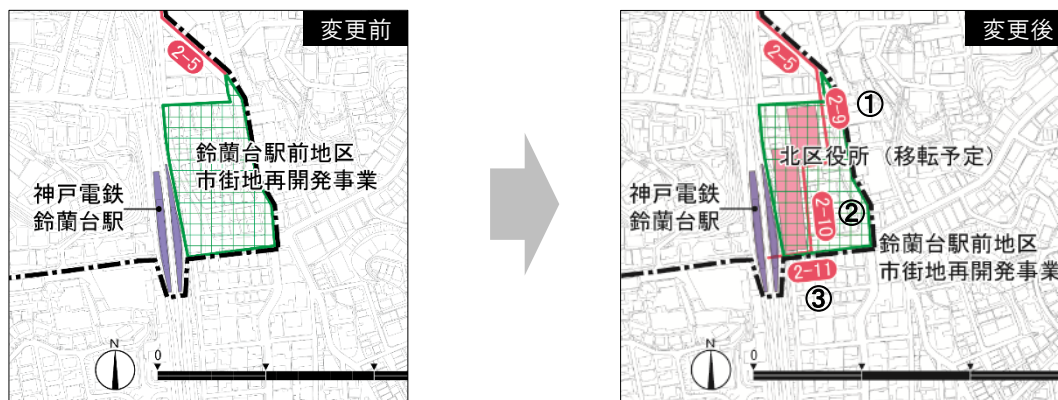 変更前
2-5
鈴蘭台駅前地区
市街地再開発事業
神戸電鉄
鈴蘭台駅
N
0
変更後
2-5
2-9
①
北区役所（移転予定）
神戸電鉄
鈴蘭台駅
2-10
②
鈴蘭台駅前地区
市街地再開発事業
2-11
③
N
0